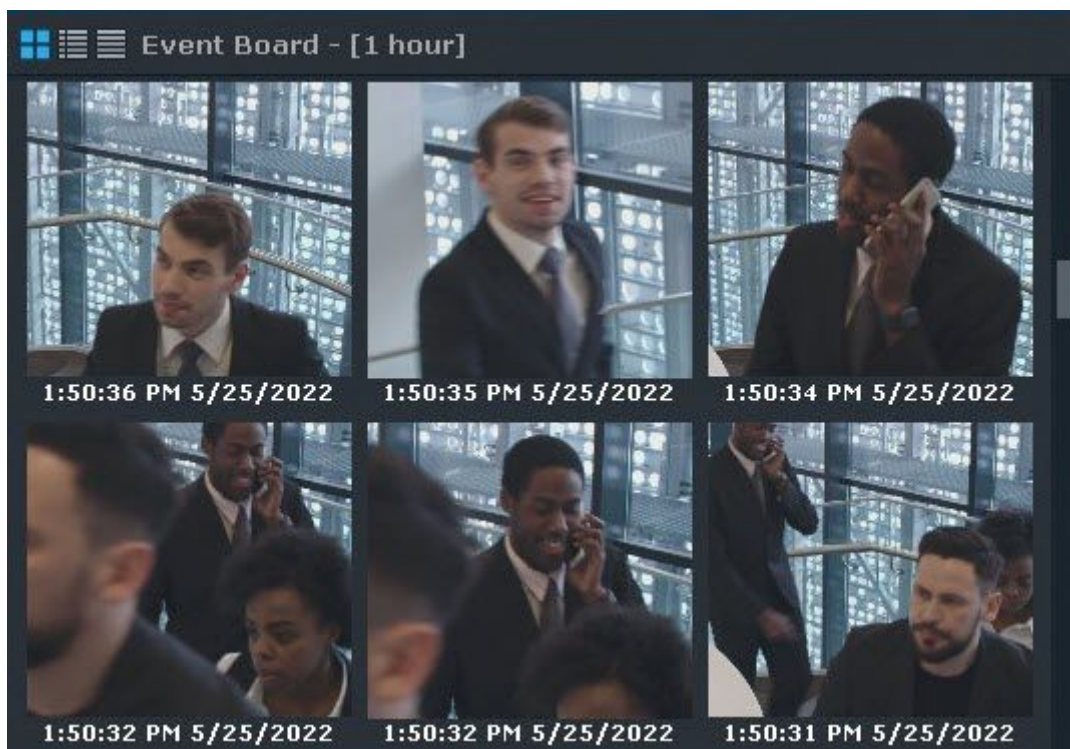 Event Board - [1 hour]
1:50:36 PM 5/25/2022
1:50:35 PM 5/25/2022
1:50:34 PM 5/25/2022
1:50:32 PM 5/25/2022
1:50:32 PM 5/25/2022
1:50:31 PM 5/25/2022